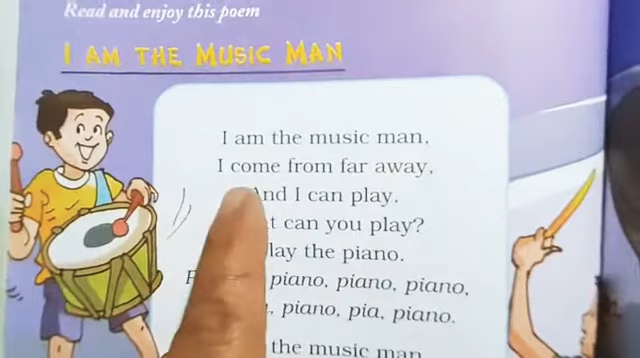 Read and enjoy this poem
I AM THE MUSIC MAN
I am the music man,
I come from far away,
And I can play.
can you play?
play the piano.
piano, piano, piano,
piano, pia, piano.
the music man